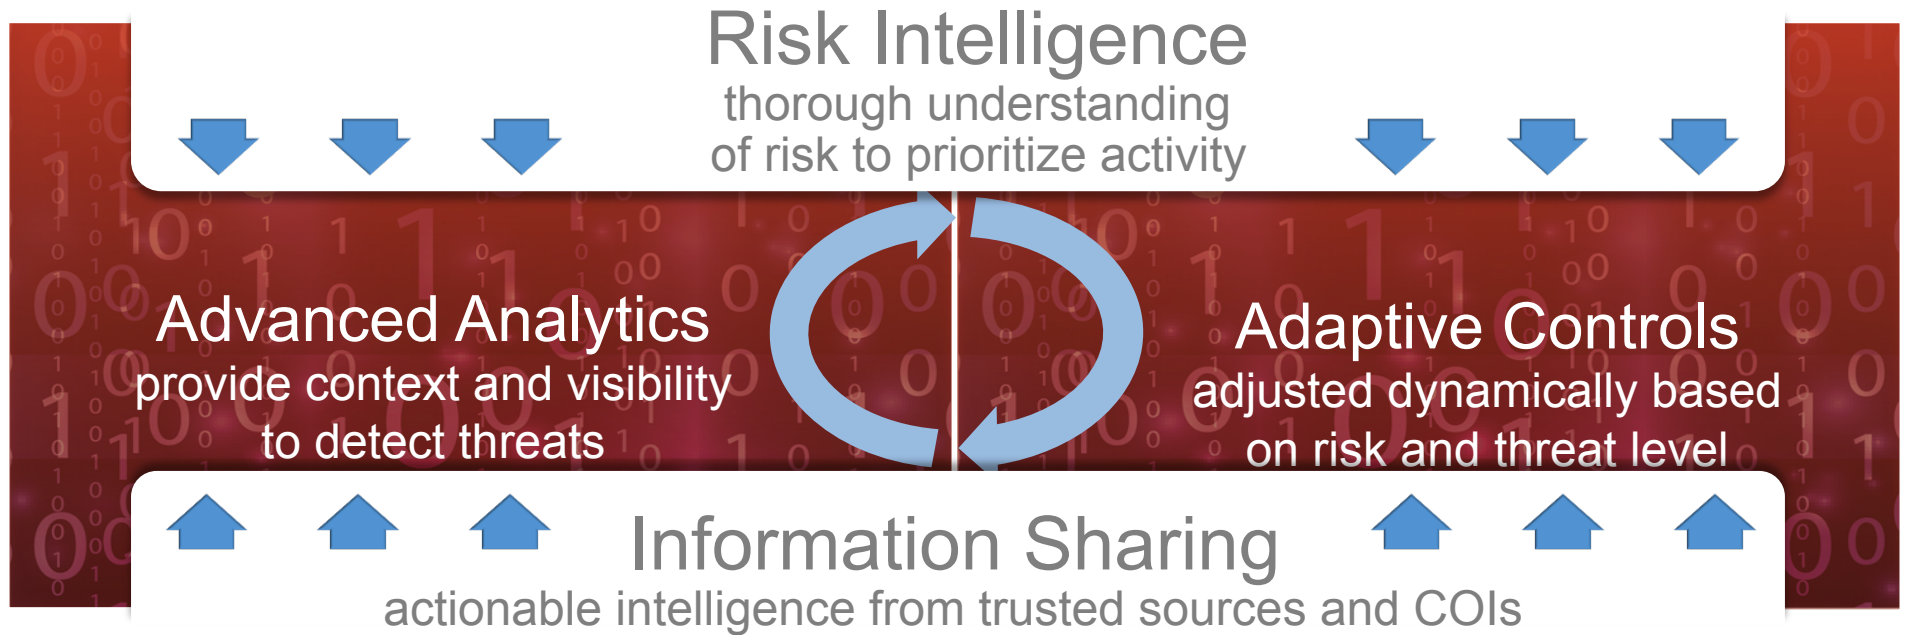 Risk Intelligence
thorough understanding
of risk to prioritize activity
Advanced Analytics
provide context and visibility
to detect threats
Adaptive Controls
adjusted dynamically based
on risk and threat level
Information Sharing
actionable intelligence from trusted sources and COIs